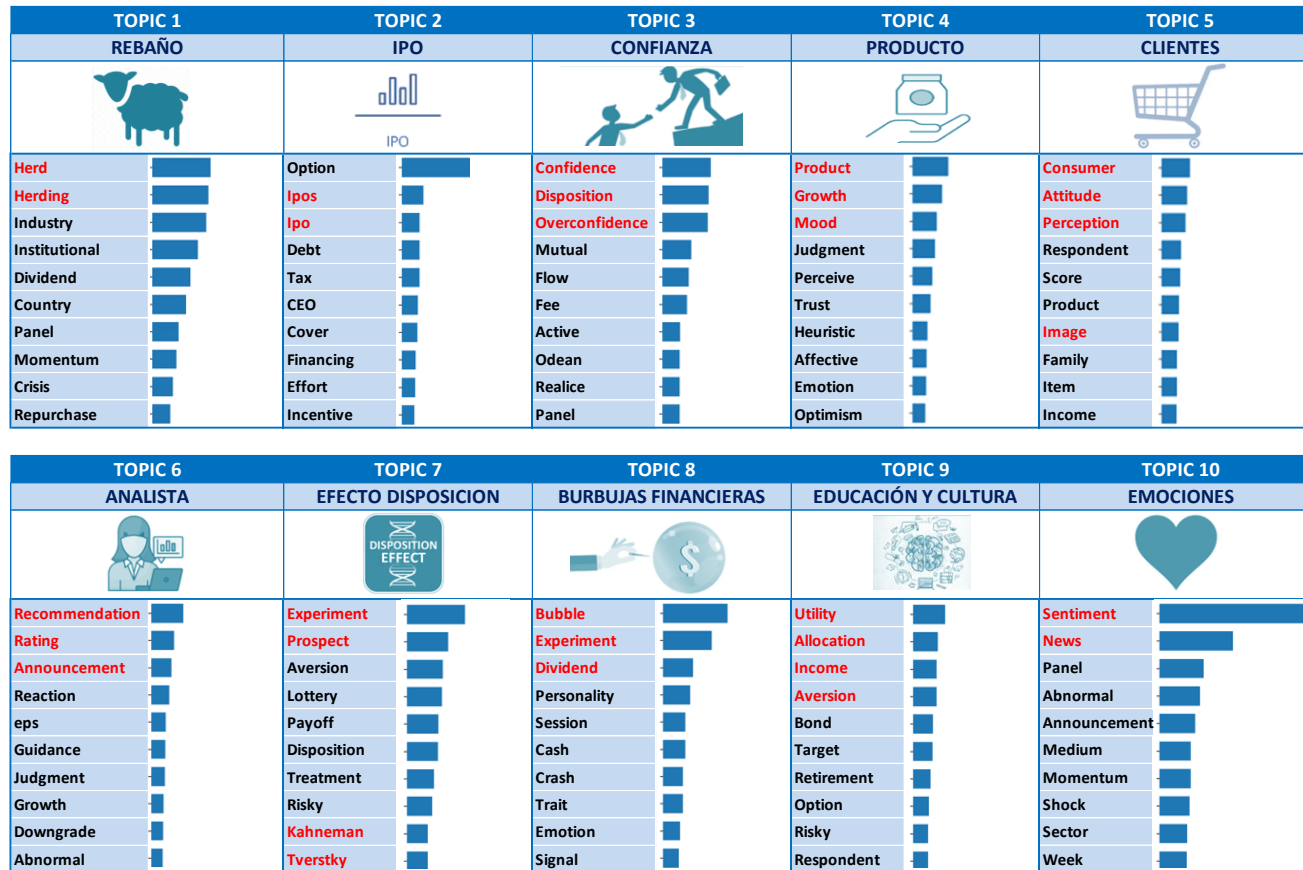 TOPIC 1 TOPIC 2 TOPIC 3 TOPIC 4 TOPIC 5
REBAÑO IPO CONFIANZA PRODUCTO CLIENTES
IPO
Herd Option Confidence Product Consumer
Herding Ipos Disposition Growth Attitude
Industry Ipo Overconfidence Mood Perception
Institutional Debt Mutual Judgment Respondent
Dividend Tax Flow Perceive Score
Country CEO Fee Trust Product
Panel Cover Active Heuristic Image
Momentum Financing Odean Affective Family
Crisis Effort Realice Emotion Item
Repurchase Incentive Panel Optimism Income
TOPIC 6 TOPIC 7 TOPIC 8 TOPIC 9 TOPIC 10
ANALISTA EFECTO DISPOSICION BURBUJAS FINANCIERAS EDUCACIÓN Y CULTURA EMOCIONES
DISPOSITION
EFFECT
$
Recommendation Experiment Bubble Utility Sentiment
Rating Prospect Experiment Allocation News
Announcement Aversion Dividend Income Panel
Reaction Lottery Personality Aversion Abnormal
eps Payoff Session Bond Announcement
Guidance Disposition Cash Target Medium
Judgment Treatment Crash Retirement Momentum
Growth Risky Trait Option Shock
Downgrade Kahneman Emotion Risky Sector
Abnormal Tverstky Signal Respondent Week